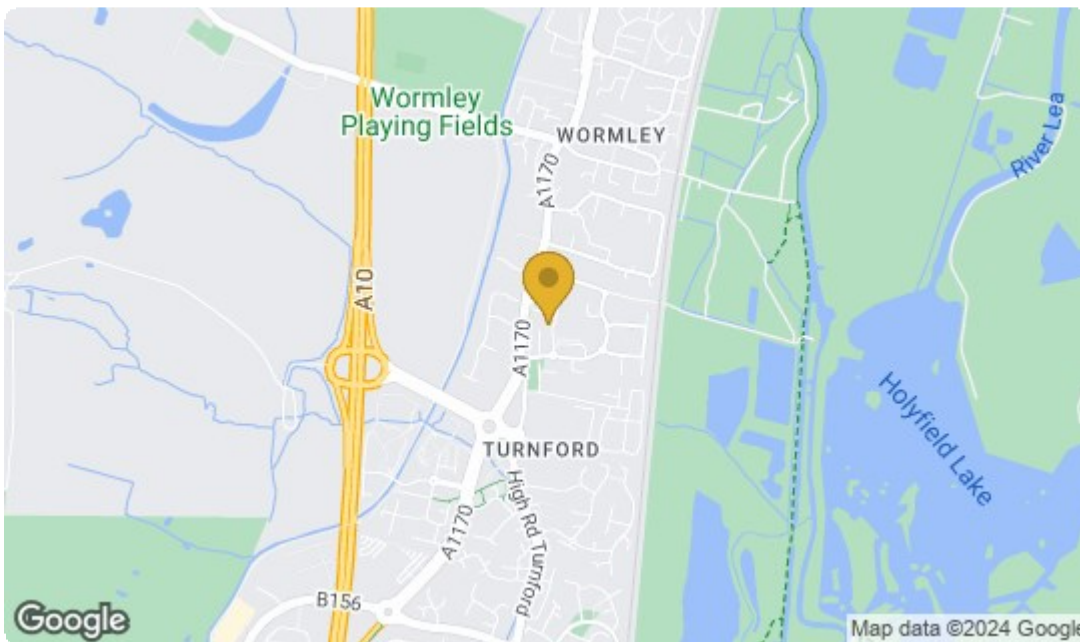 Wormley
Playing Fields
WORMLEY
River Lea
A1170
A10
A1170
Holyfield Lake
TURNFORD
High Rd Turnford
A1170
B156
Google
Map data ©2024 Google